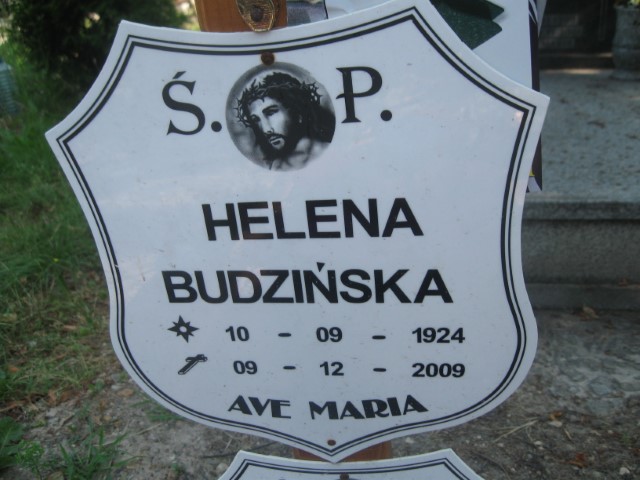 Ś. P.
HELENA
BUDZIŃSKA
10 - 09 - 1924
09 - 12 - 2009
AVE MARIA